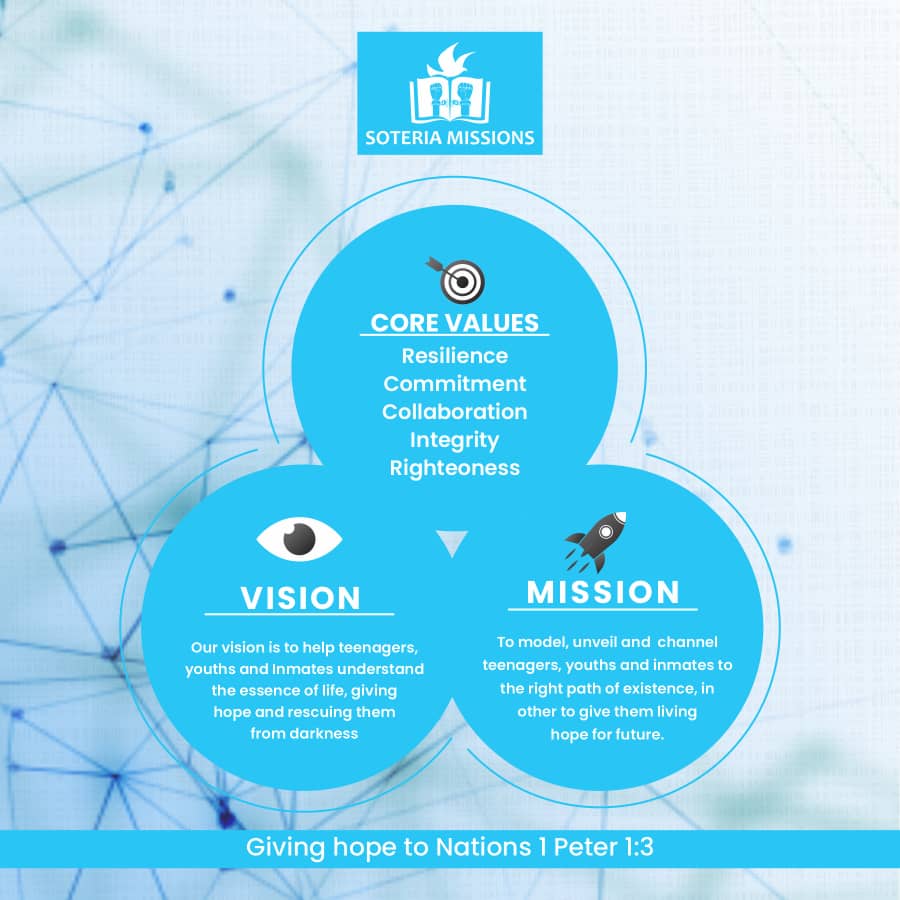 SOTERIA MISSIONS
CORE VALUES
Resilience
Commitment
Collaboration
Integrity
Righteoness
VISION
Our vision is to help teenagers,
youths and Inmates understand
the essence of life, giving
hope and rescuing them
from darkness
MISSION
To model, unveil and channel
teenagers, youths and inmates to
the right path of existence, in
other to give them living
hope for future.
Giving hope to Nations 1 Peter 1:3